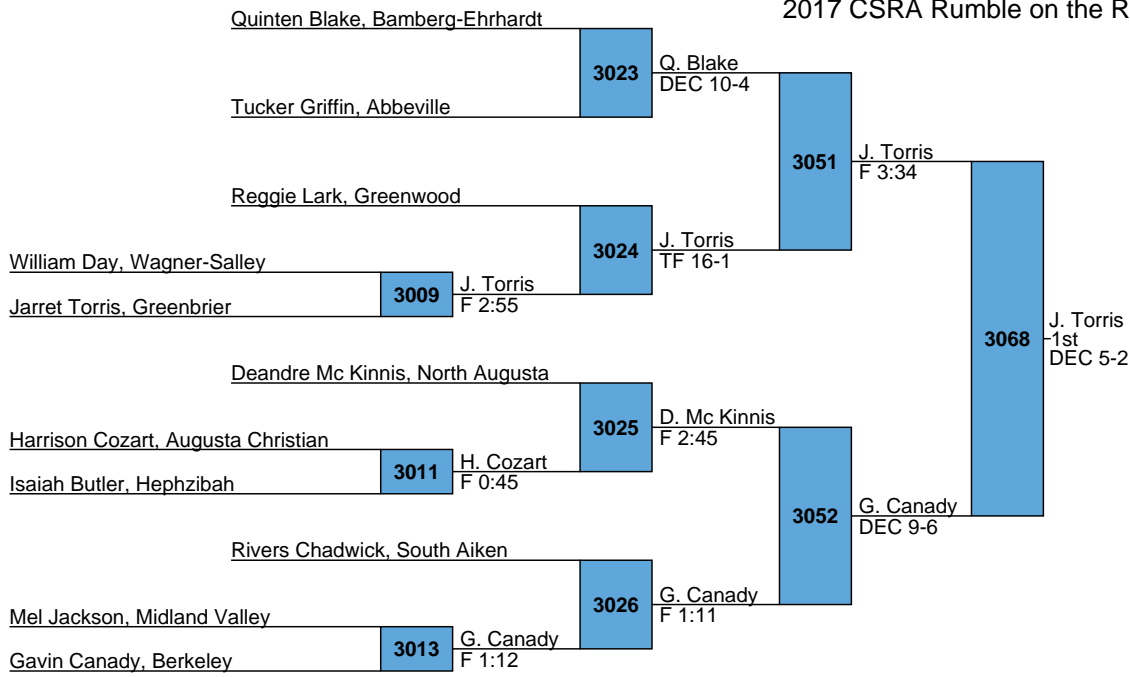 2017 CSRA Rumble on the R
Quinten Blake, Bamberg-Ehrhardt
3023
Q. Blake
DEC 10-4
Tucker Griffin, Abbeville
3051
J. Torris
F 3:34
Reggie Lark, Greenwood
3024
J. Torris
TF 16-1
William Day, Wagner-Salley
3009
J. Torris
F 2:55
Jarret Torris, Greenbrier
3068
J. Torris
1st
DEC 5-2
Deandre Mc Kinnis, North Augusta
3025
D. Mc Kinnis
F 2:45
Harrison Cozart, Augusta Christian
3011
H. Cozart
F 0:45
Isaiah Butler, Hephzibah
3052
G. Canady
DEC 9-6
Rivers Chadwick, South Aiken
3026
G. Canady
F 1:11
Mel Jackson, Midland Valley
3013
G. Canady
F 1:12
Gavin Canady, Berkeley